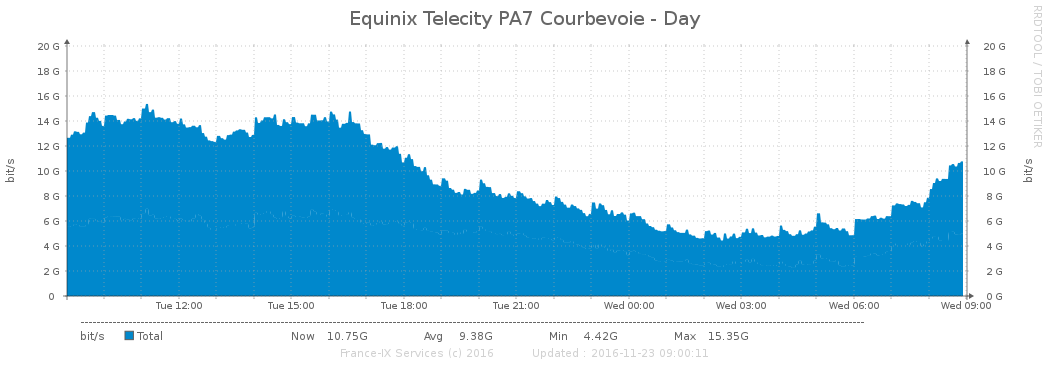 Equinix Telecity PA7 Courbevoie - Day
RRDTOOL / TOBI OETIKER
20 G 20 G
18 G 18 G
16 G 16 G
14 G 14 G
12 G 12 G
10 G 10 G
8 G 8 G
6 G 6 G
4 G 4 G
2 G 2 G
0 0 G
bit/s bit/s
Tue 12:00 Tue 15:00 Tue 18:00 Tue 21:00 Wed 00:00 Wed 03:00 Wed 06:00 Wed 09:00
bit/s Total Now 10.75G Avg 9.38G Min 4.42G Max 15.35G
France-IX Services (c) 2016 Updated : 2016-11-23 09:00:11